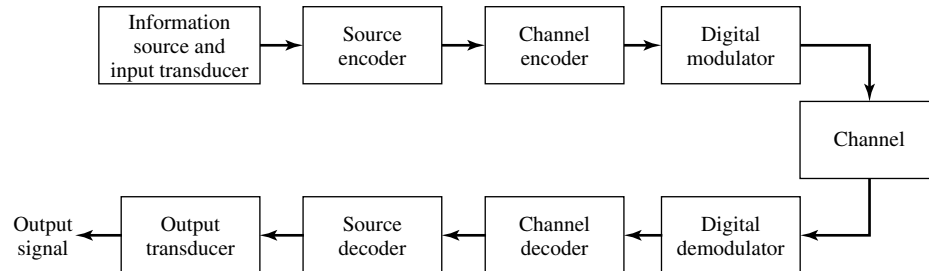 Information
source and
input transducer
Source
encoder
Channel
encoder
Digital
modulator
Channel
Output
signal
Output
transducer
Source
decoder
Channel
decoder
Digital
demodulator